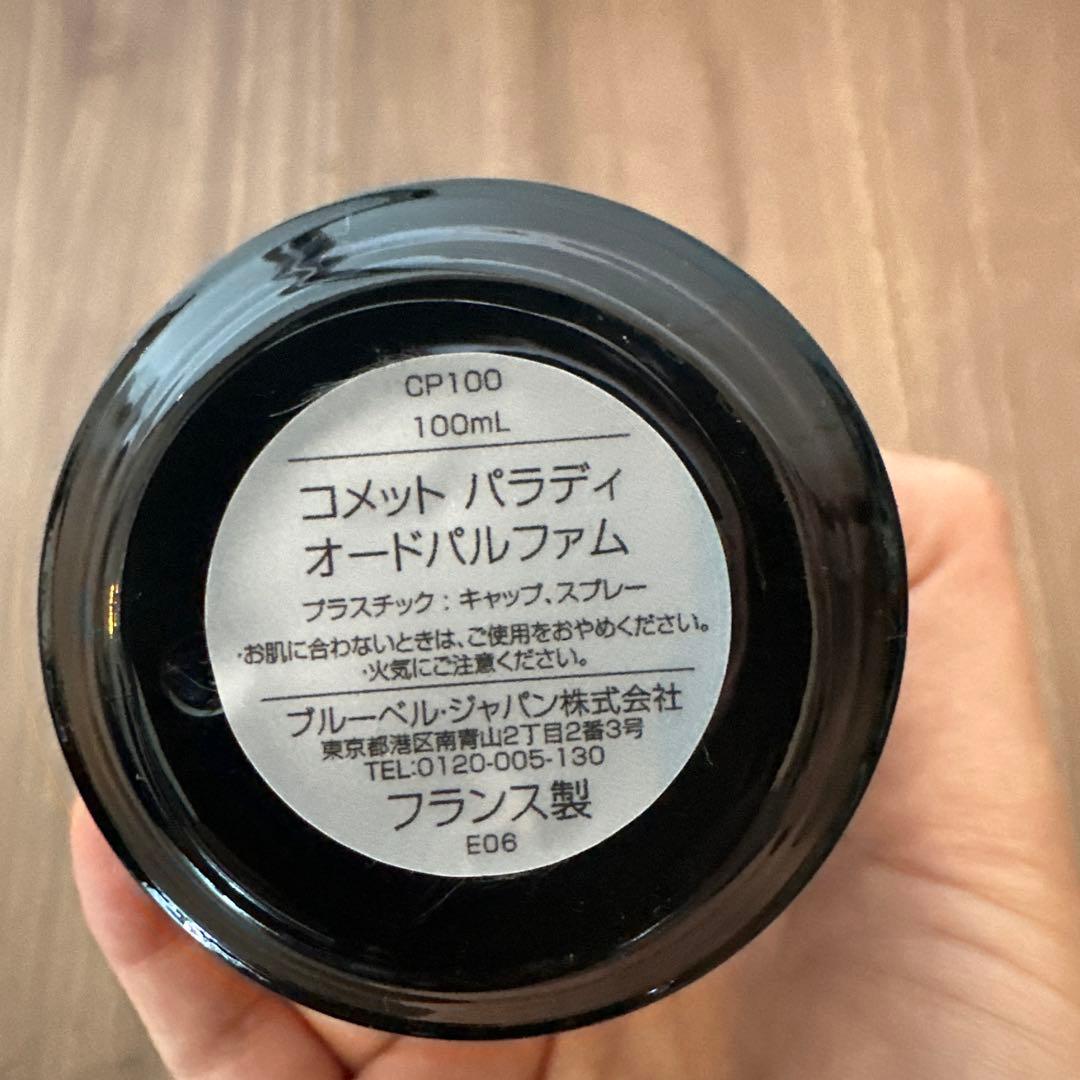 CP100
100mL
コメット パラディ
オードパルファム
プラスチック：キャップ、スプレー
・お肌に合わないときは、ご使用をおやめください。
・火気にご注意ください。
ブルーベル・ジャパン株式会社
東京都港区南青山2丁目2番3号
TEL:0120-005-130
フランス製
E06